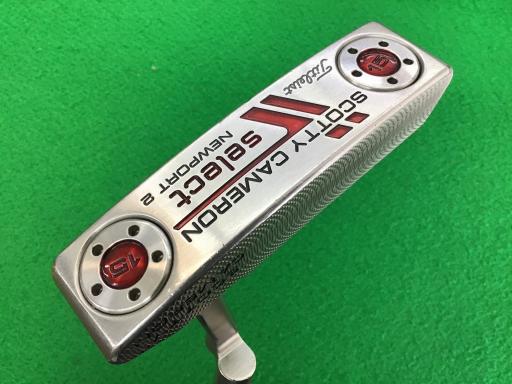 Titleist
SCOTTY CAMERON
select
NEWPORT 2
15
15